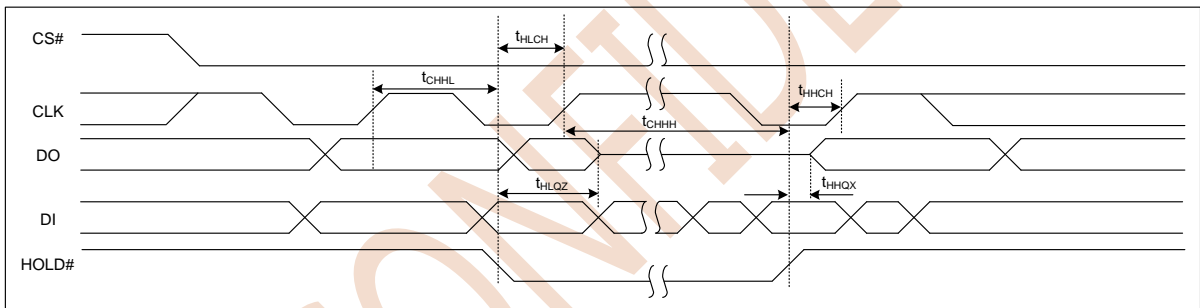 CS#
tHLCH
tCHHL
tHHCH
CLK
tCHHH
DO
tHLQZ
tHHQX
DI
HOLD#